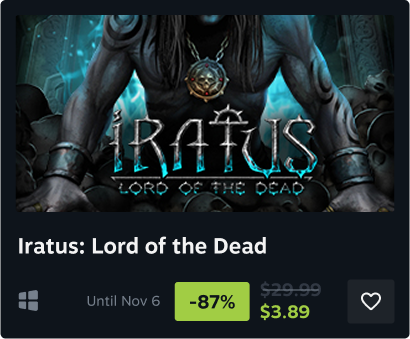 IRATUS
LORD OF THE DEAD
Iratus: Lord of the Dead
Until Nov 6
-87%
$29.99
$3.89